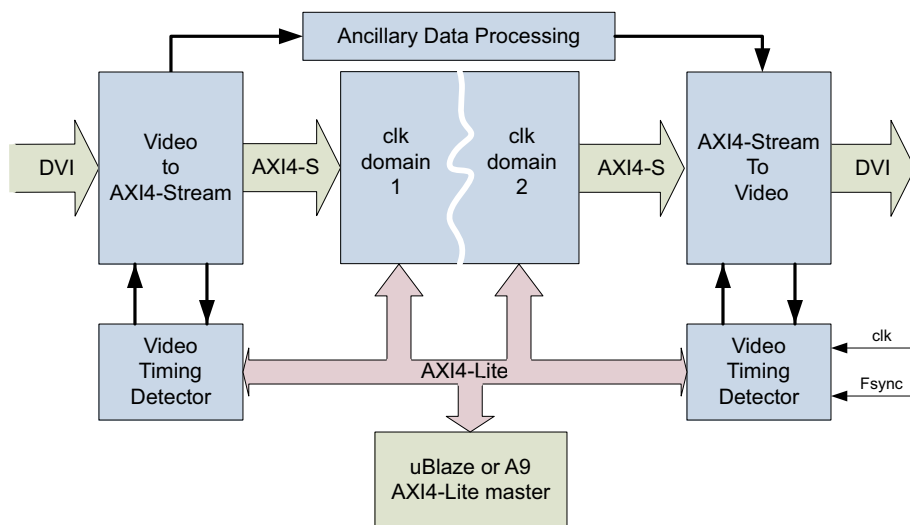 Ancillary Data Processing
DVI
Video
to
AXI4-Stream
AXI4-S
clk
domain
1
clk
domain
2
AXI4-S
AXI4-Stream
To
Video
DVI
Video
Timing
Detector
AXI4-Lite
Video
Timing
Detector
clk
Fsync
uBlaze or A9
AXI4-Lite master